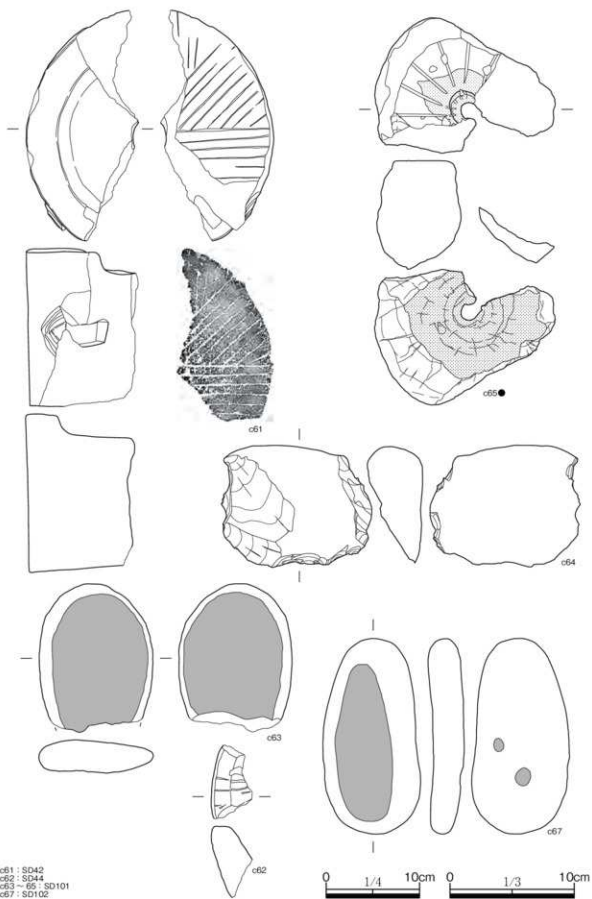 c61
c65●
c64
c63
c62
c67
c61 : SD42
c62 : SD44
c63 ~ 65 : SD101
c67 : SD102
0 1/4 10cm
0 1/3 10cm